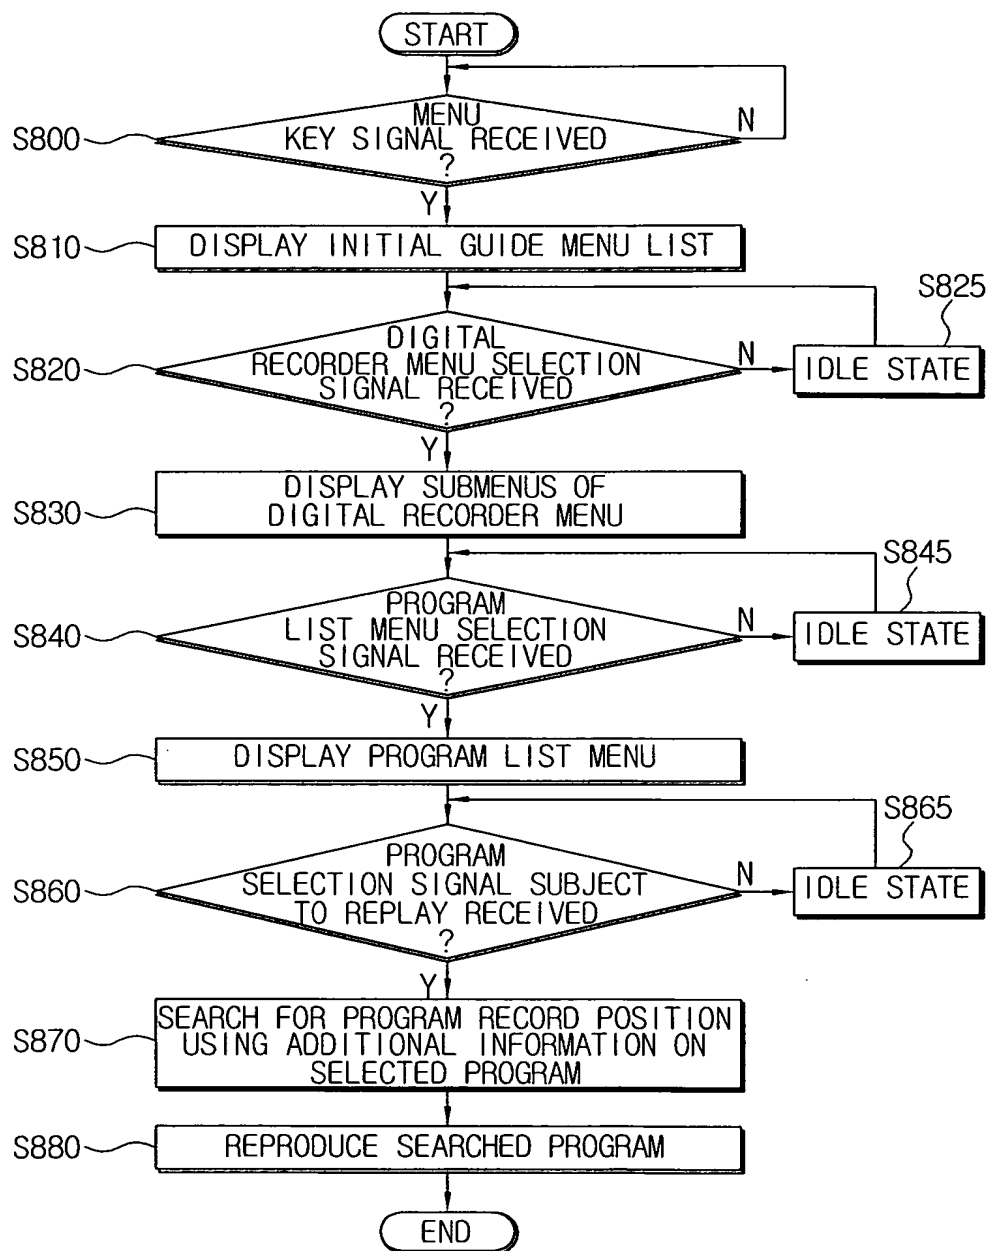 START
MENU
KEY SIGNAL RECEIVED
?
N
S800
Y
S810
DISPLAY INITIAL GUIDE MENU LIST
S825
DIGITAL
RECORDER MENU SELECTION
SIGNAL RECEIVED
?
N
S820
IDLE STATE
Y
S830
DISPLAY SUBMENUS OF
DIGITAL RECORDER MENU
S845
PROGRAM
LIST MENU SELECTION
SIGNAL RECEIVED
?
N
S840
IDLE STATE
Y
S850
DISPLAY PROGRAM LIST MENU
S865
PROGRAM
SELECTION SIGNAL SUBJECT
TO REPLAY RECEIVED
?
N
S860
IDLE STATE
Y
S870
SEARCH FOR PROGRAM RECORD POSITION
USING ADDITIONAL INFORMATION ON
SELECTED PROGRAM
S880
REPRODUCE SEARCHED PROGRAM
END